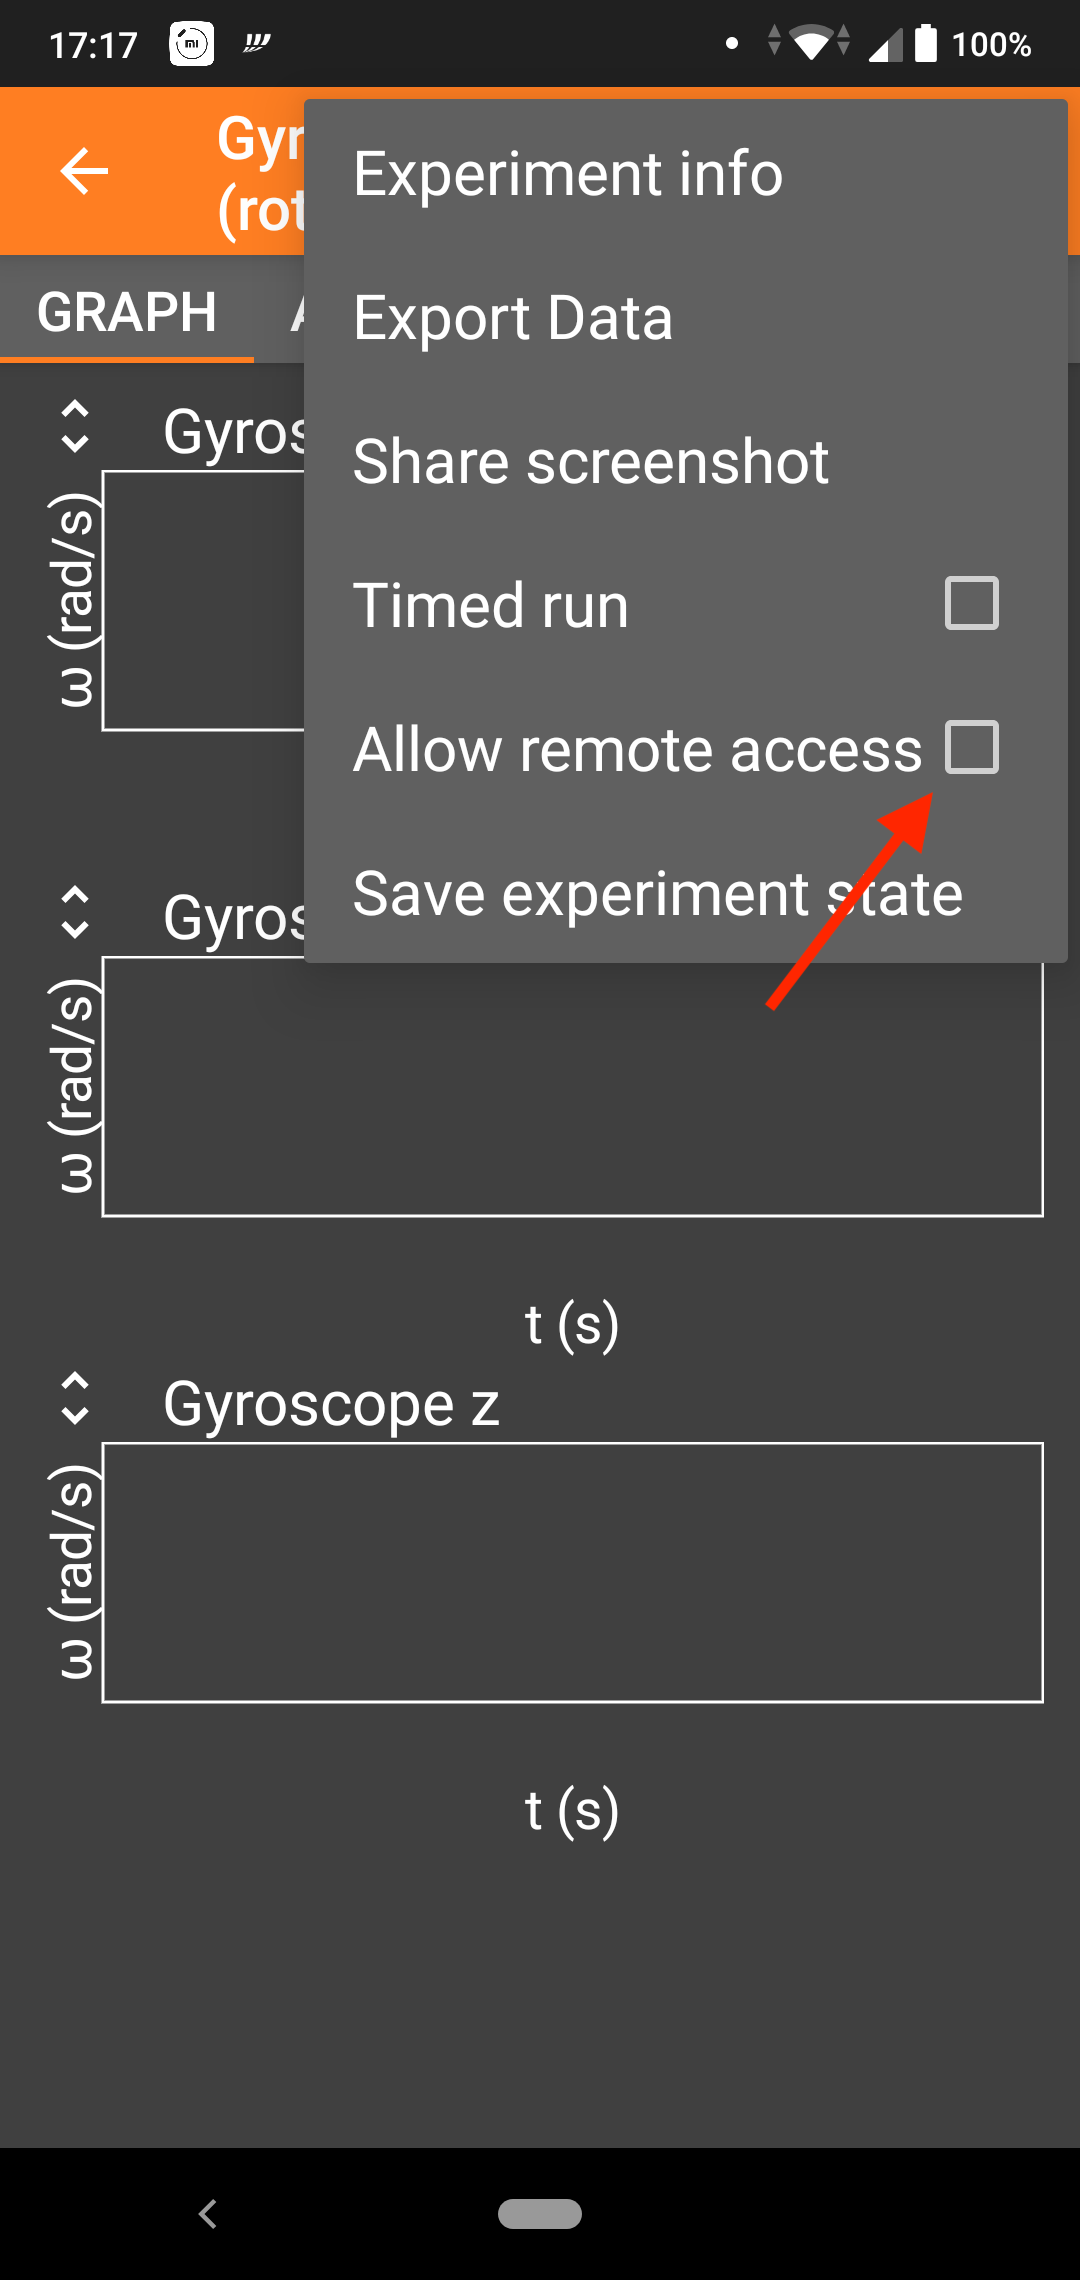 17:17
100%
Gyr
(rot
Experiment info
GRAPH
Export Data
Gyros
Share screenshot
ω (rad/s)
Timed run
Allow remote access
Gyros
Save experiment state
ω (rad/s)
t (s)
Gyroscope z
ω (rad/s)
t (s)